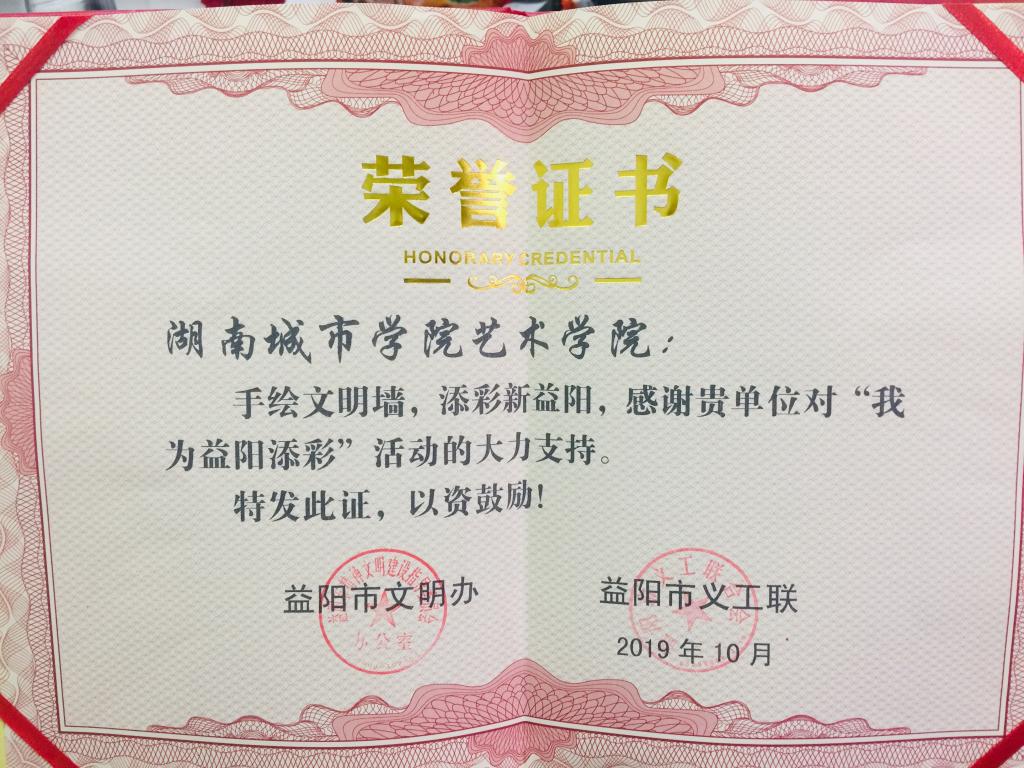 荣誉证书
HONORARY CREDENTIAL
湖南城市学院艺术学院：
手绘文明墙，添彩新益阳，感谢贵单位对“我
为益阳添彩”活动的大力支持。
特发此证，以资鼓励！
益阳市文明办
办公室
益阳市义工联
2019 年 10 月